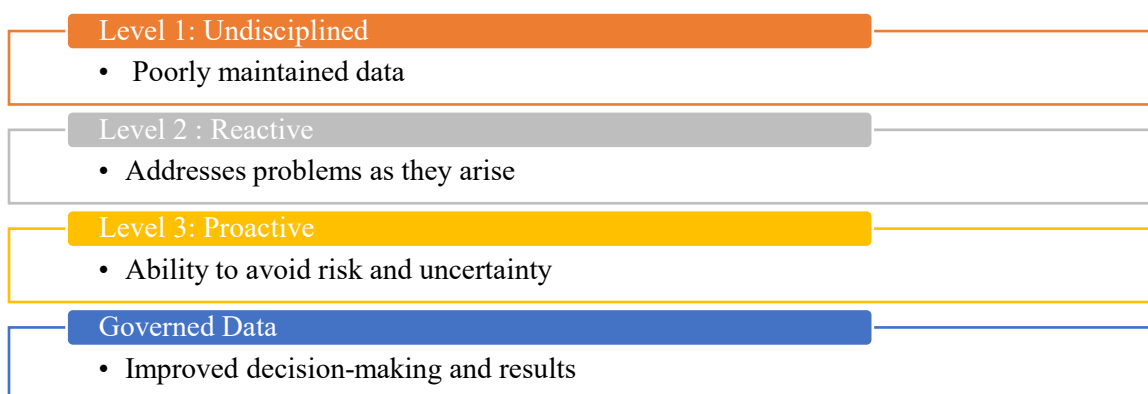 Level 1: Undisciplined
• Poorly maintained data
Level 2 : Reactive
• Addresses problems as they arise
Level 3: Proactive
• Ability to avoid risk and uncertainty
Governed Data
• Improved decision-making and results